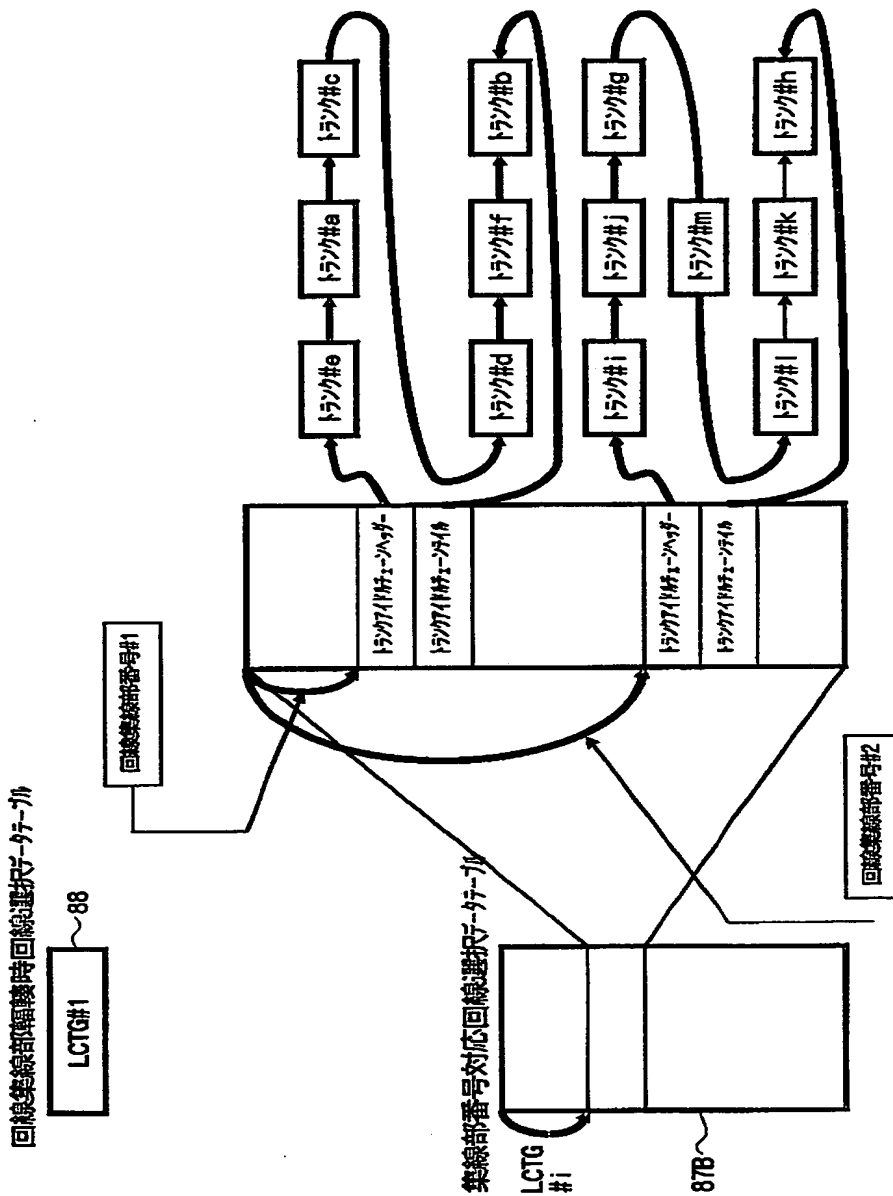 回線集線部輻輳時回線選択データテーブル
LCTG#1
88
集線部番号対応回線選択データテーブル
LCTG
#i
87B
回線集線部番号#1
回線集線部番号#2
トランクアイドルチェーンヘッダー
トランクアイドルチェーンテイル
トランクアイドルチェーンヘッダー
トランクアイドルチェーンテイル
トランク#e
トランク#a
トランク#c
トランク#d
トランク#f
トランク#b
トランク#i
トランク#j
トランク#g
トランク#m
トランク#l
トランク#k
トランク#h